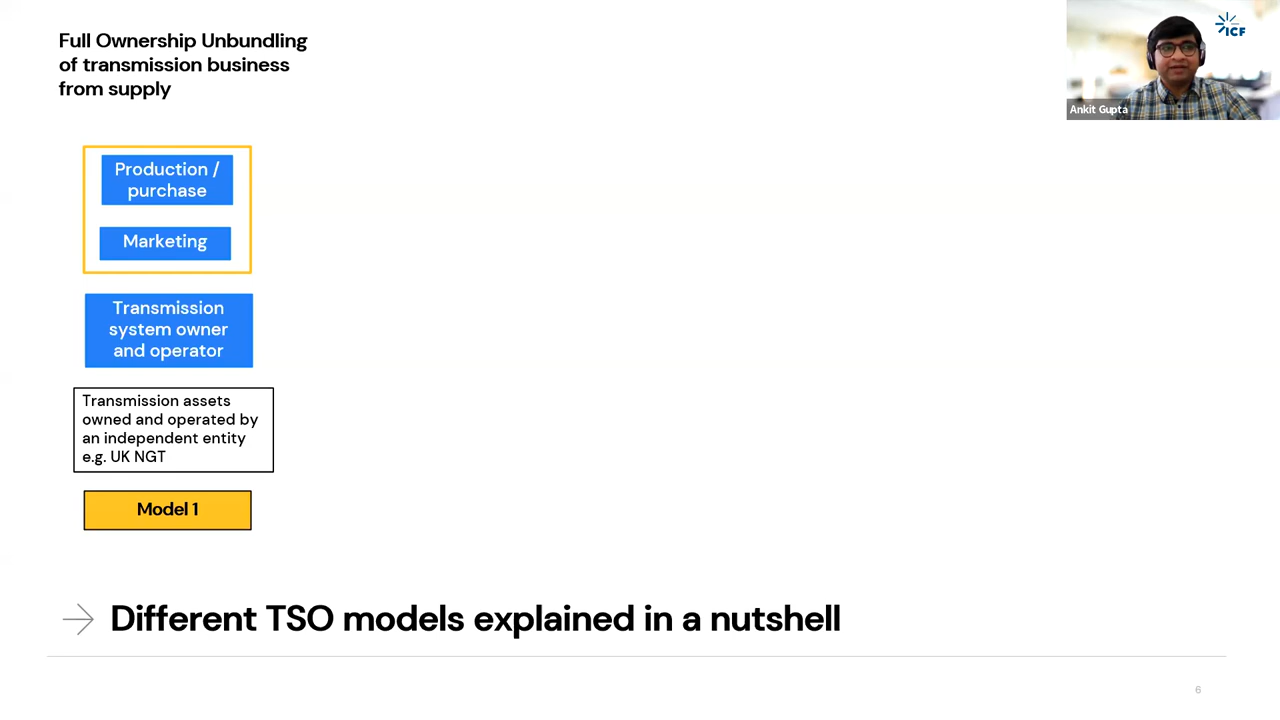 Full Ownership Unbundling
of transmission business
from supply
ICF
Ankit Gupta
Production /
purchase
Marketing
Transmission
system owner
and operator
Transmission assets
owned and operated by
an independent entity
e.g. UK NGT
Model 1
Different TSO models explained in a nutshell
6